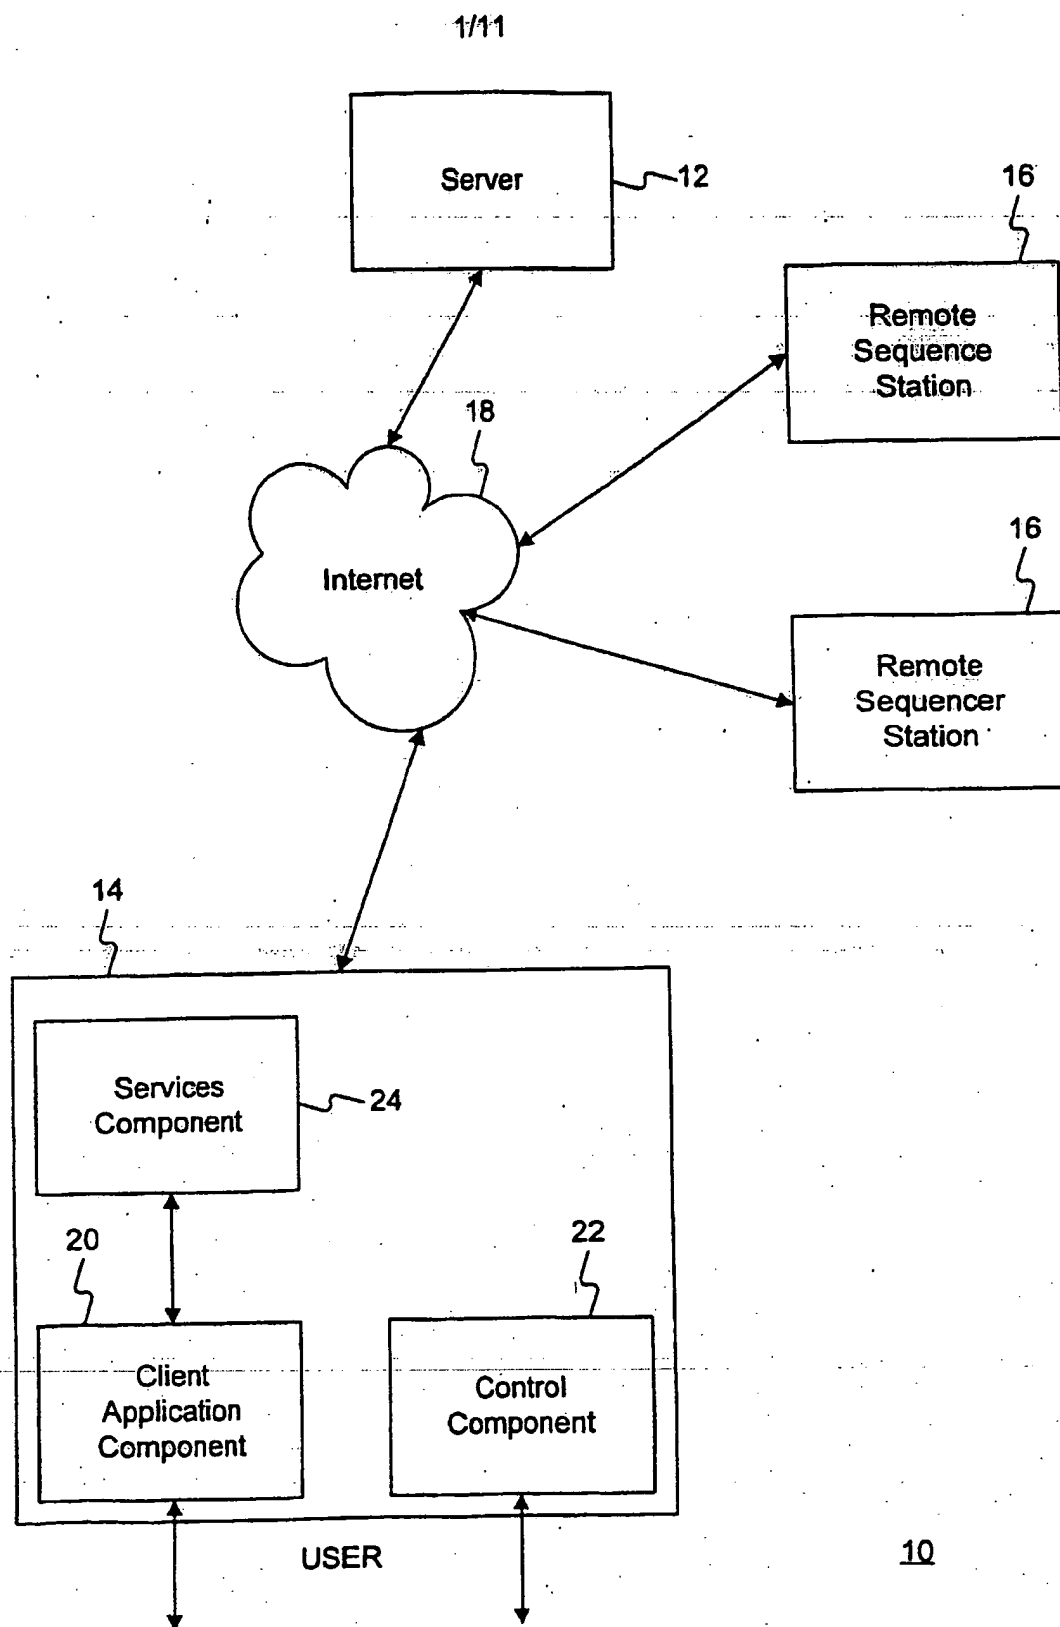 1/11
Server
12
16
Remote
Sequence
Station
18
Internet
16
Remote
Sequencer
Station
14
Services
Component
24
20
22
Client
Application
Component
Control
Component
USER
10